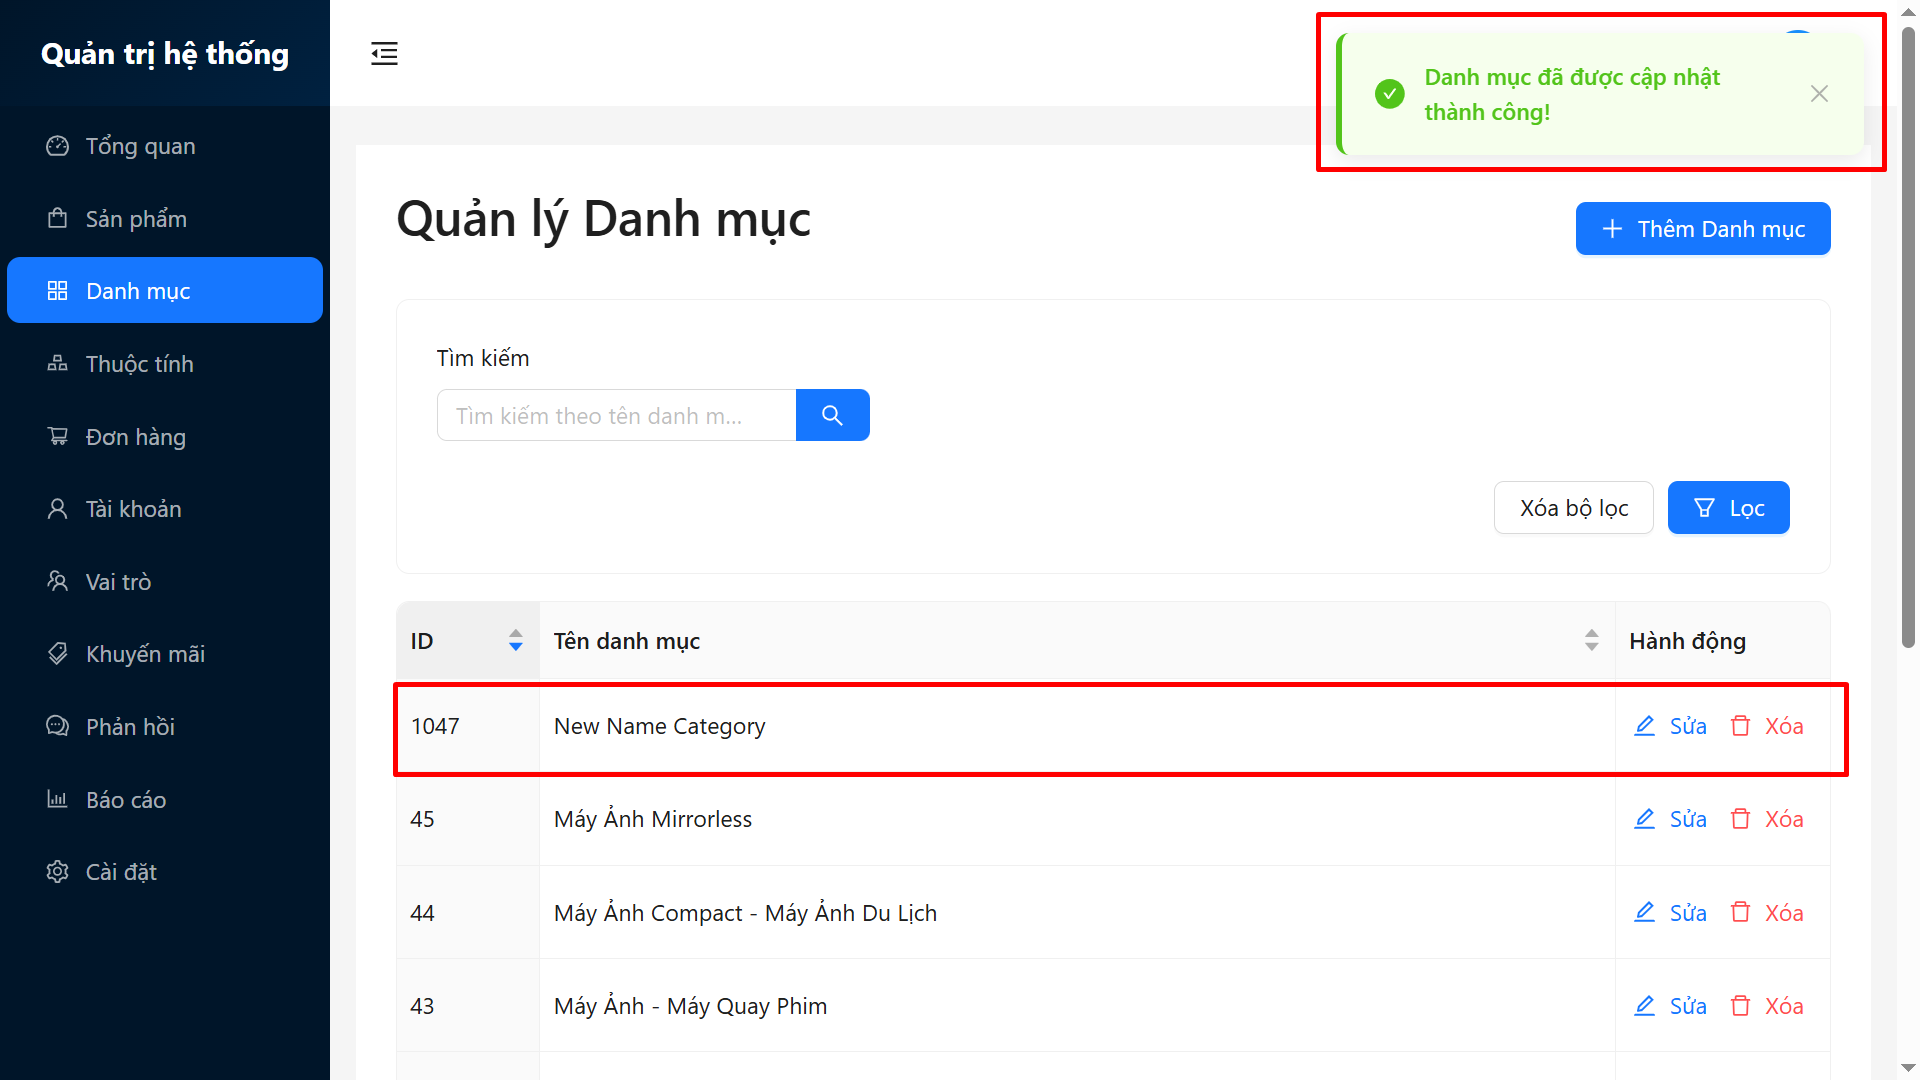 Quản trị hệ thống
Tổng quan
Sản phẩm
Danh mục
Thuộc tính
Đơn hàng
Tài khoản
Vai trò
Khuyến mãi
Phản hồi
Báo cáo
Cài đặt
Danh mục đã được cập nhật
thành công!
Quản lý Danh mục
Thêm Danh mục
Tìm kiếm
Tìm kiếm theo tên danh m...
Xóa bộ lọc
Lọc
ID Tên danh mục Hành động
1047 New Name Category Sửa Xóa
45 Máy Ảnh Mirrorless Sửa Xóa
44 Máy Ảnh Compact - Máy Ảnh Du Lịch Sửa Xóa
43 Máy Ảnh - Máy Quay Phim Sửa Xóa